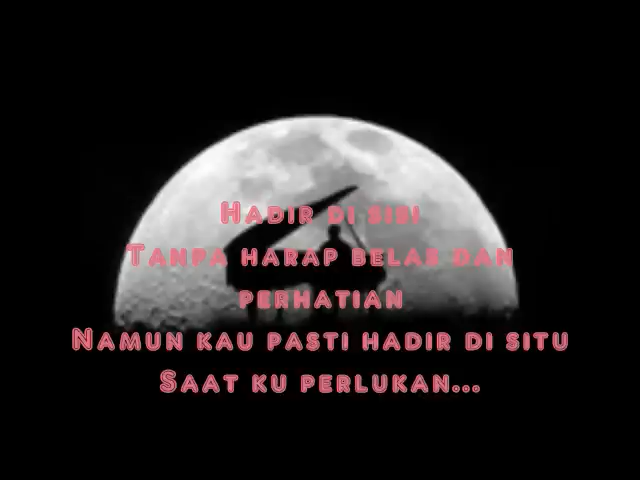 Hadir di sisi
Tanpa harap belas dan
perhatian
Namun kau pasti hadir di situ
Saat ku perlukan...